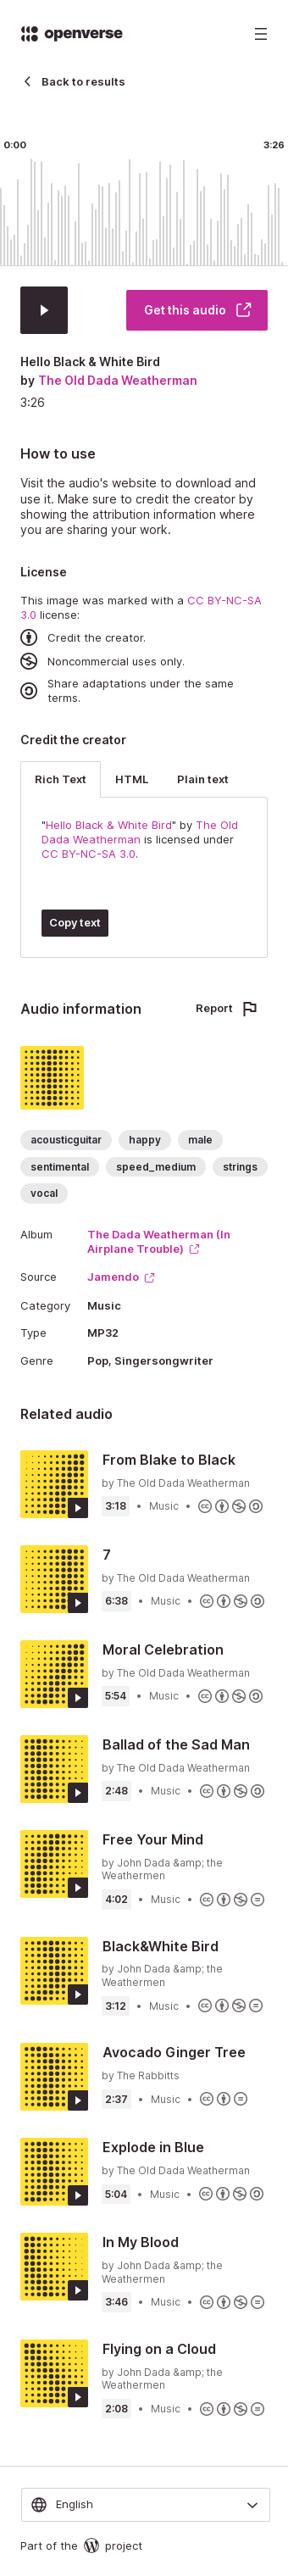 openverse
Back to results
0:00
3:26
Get this audio
Hello Black & White Bird
by The Old Dada Weatherman
3:26
How to use
Visit the audio's website to download and
use it. Make sure to credit the creator by
showing the attribution information where
you are sharing your work.
License
This image was marked with a CC BY-NC-SA
3.0 license:
Credit the creator.
Noncommercial uses only.
Share adaptations under the same
terms.
Credit the creator
Rich Text HTML Plain text
"Hello Black & White Bird" by The Old
Dada Weatherman is licensed under
CC BY-NC-SA 3.0.
Copy text
Audio information
Report
acousticguitar happy male
sentimental speed_medium strings
vocal
Album The Dada Weatherman (In
Airplane Trouble)
Source Jamendo
Category Music
Type MP32
Genre Pop, Singersongwriter
Related audio
From Blake to Black
by The Old Dada Weatherman
3:18 • Music •
7
by The Old Dada Weatherman
6:38 • Music •
Moral Celebration
by The Old Dada Weatherman
5:54 • Music •
Ballad of the Sad Man
by The Old Dada Weatherman
2:48 • Music •
Free Your Mind
by John Dada &amp; the
Weathermen
4:02 • Music •
Black&White Bird
by John Dada &amp; the
Weathermen
3:12 • Music •
Avocado Ginger Tree
by The Rabbitts
2:37 • Music •
Explode in Blue
by The Old Dada Weatherman
5:04 • Music •
In My Blood
by John Dada &amp; the
Weathermen
3:46 • Music •
Flying on a Cloud
by John Dada &amp; the
Weathermen
2:08 • Music •
English
Part of the project